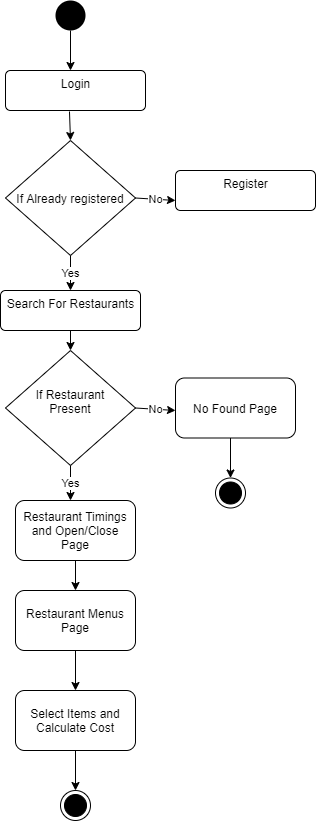 Login
If Already registered
No
Register
Yes
Search For Restaurants
If Restaurant
Present
No
No Found Page
Yes
Restaurant Timings
and Open/Close
Page
Restaurant Menus
Page
Select Items and
Calculate Cost